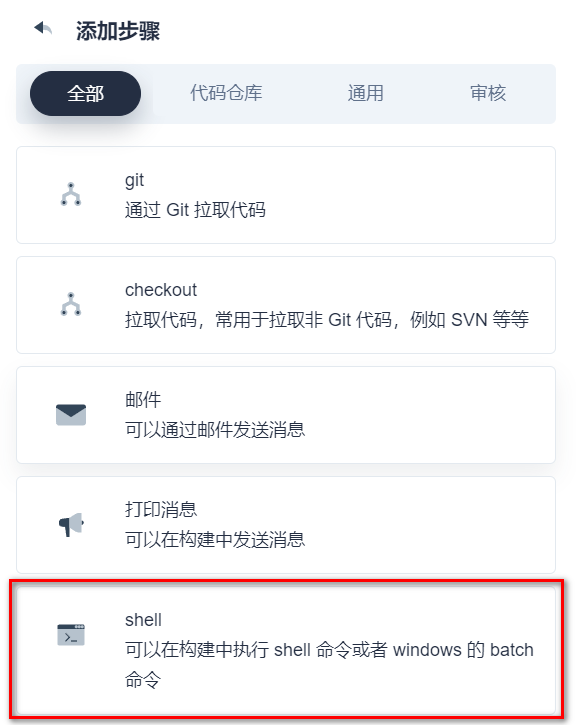 添加步骤
全部 代码仓库 通用 审核
git
通过 Git 拉取代码
checkout
拉取代码，常用于拉取非 Git 代码，例如 SVN 等等
邮件
可以通过邮件发送消息
打印消息
可以在构建中发送消息
shell
可以在构建中执行 shell 命令或者 windows 的 batch
命令